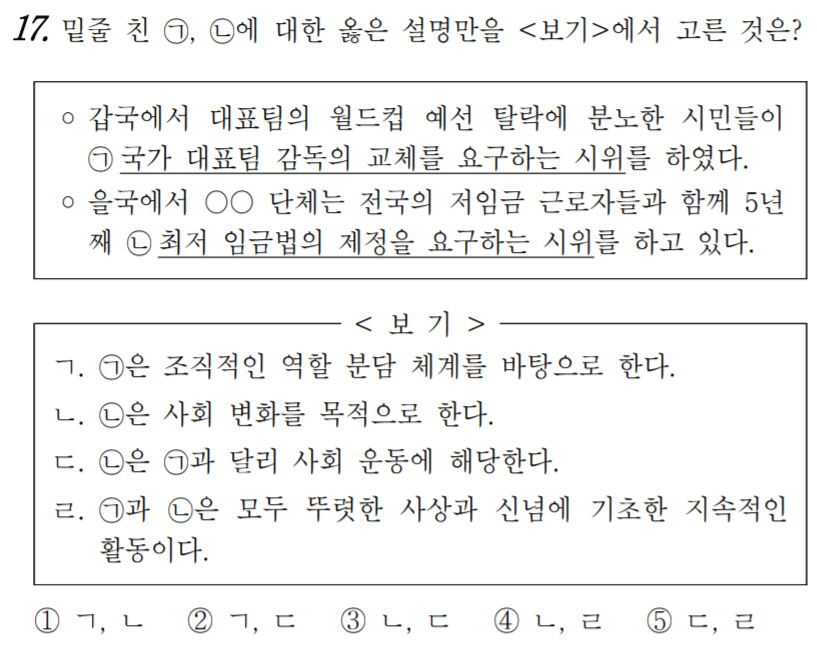 17. 밑줄 친 ㉠, ㉡에 대한 옳은 설명만을 <보기>에서 고른 것은?
○ 갑국에서 대표팀의 월드컵 예선 탈락에 분노한 시민들이
㉠국가 대표팀 감독의 교체를 요구하는 시위를 하였다.
○ 을국에서 ○○ 단체는 전국의 저임금 근로자들과 함께 5년
째 ㉡최저 임금법의 제정을 요구하는 시위를 하고 있다.
< 보 기 >
ㄱ. ㉠은 조직적인 역할 분담 체계를 바탕으로 한다.
ㄴ. ㉡은 사회 변화를 목적으로 한다.
ㄷ. ㉡은 ㉠과 달리 사회 운동에 해당한다.
ㄹ. ㉠과 ㉡은 모두 뚜렷한 사상과 신념에 기초한 지속적인
활동이다.
① ㄱ, ㄴ ② ㄱ, ㄷ ③ ㄴ, ㄷ ④ ㄴ, ㄹ ⑤ ㄷ, ㄹ